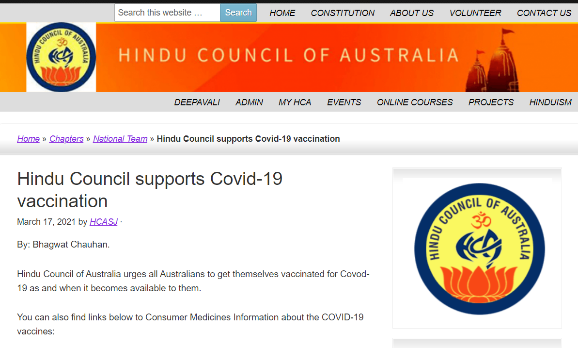 Search this website …
Search
HOME CONSTITUTION ABOUT US VOLUNTEER CONTACT US
HINDU COUNCIL OF AUSTRALIA
ॐ
HCA
HINDU COUNCIL OF AUSTRALIA
DEEPAVALI ADMIN MY HCA EVENTS ONLINE COURSES PROJECTS HINDUISM
Home » Chapters » National Team » Hindu Council supports Covid-19 vaccination
Hindu Council supports Covid-19
vaccination
March 17, 2021 by HCASJ ·
By: Bhagwat Chauhan.
Hindu Council of Australia urges all Australians to get themselves vaccinated for Covod-
19 as and when it becomes available to them.
You can also find links below to Consumer Medicines Information about the COVID-19
vaccines:
HINDU COUNCIL OF AUSTRALIA
ॐ
HCA